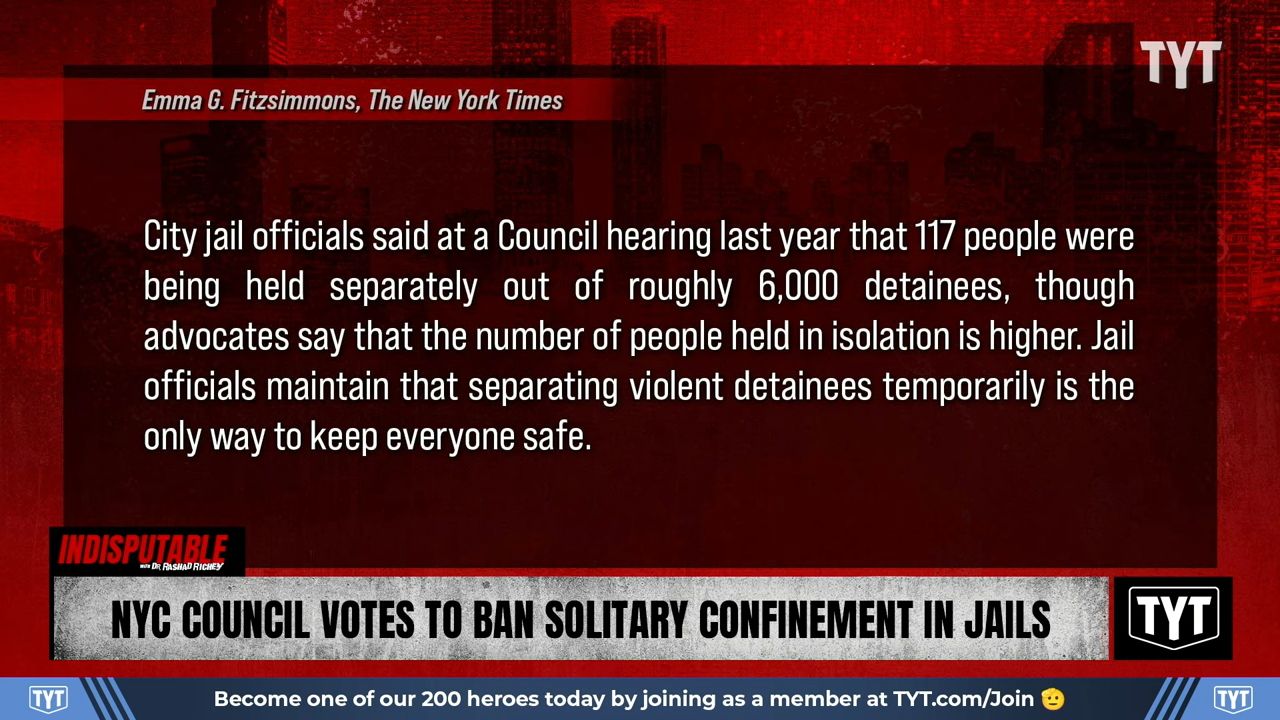 TYT
Emma G. Fitzsimmons, The New York Times
City jail officials said at a Council hearing last year that 117 people were
being held separately out of roughly 6,000 detainees, though
advocates say that the number of people held in isolation is higher. Jail
officials maintain that separating violent detainees temporarily is the
only way to keep everyone safe.
INDISPUTABLE
WITH DR. RASHAD RICHEY
NYC COUNCIL VOTES TO BAN SOLITARY CONFINEMENT IN JAILS
TYT
TYT
Become one of our 200 heroes today by joining as a member at TYT.com/Join 🫡
TYT